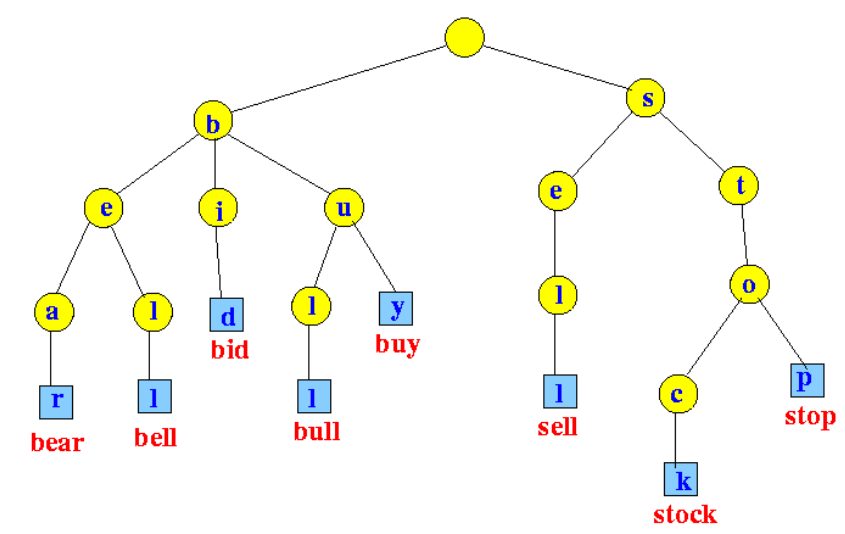 b s
e i u e t
a l d l y l o
bid buy
r l l l c p
bear bell bull sell stop
k
stock